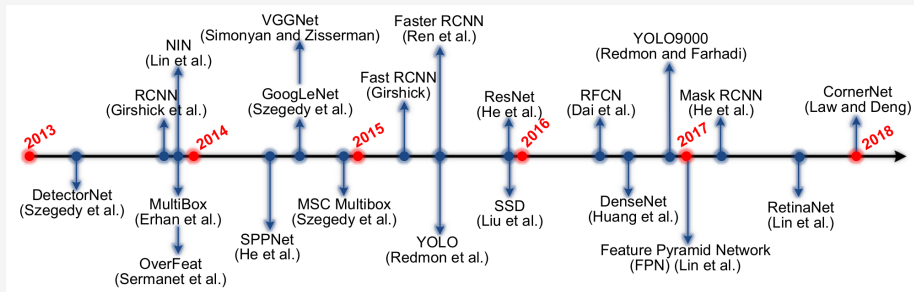 VGGNet
(Simonyan and Zisserman)
Faster RCNN
(Ren et al.)
YOLO9000
(Redmon and Farhadi)
NIN
(Lin et al.)
RCNN
(Girshick et al.)
GoogLeNet
(Szegedy et al.)
Fast RCNN
(Girshick)
ResNet
(He et al.)
RFCN
(Dai et al.)
Mask RCNN
(He et al.)
CornerNet
(Law and Deng)
2013
2014
2015
2016
2017
2018
DetectorNet
(Szegedy et al.)
MultiBox
(Erhan et al.)
OverFeat
(Sermanet et al.)
SPPNet
(He et al.)
MSC Multibox
(Szegedy et al.)
YOLO
(Redmon et al.)
SSD
(Liu et al.)
DenseNet
(Huang et al.)
Feature Pyramid Network
(FPN) (Lin et al.)
RetinaNet
(Lin et al.)